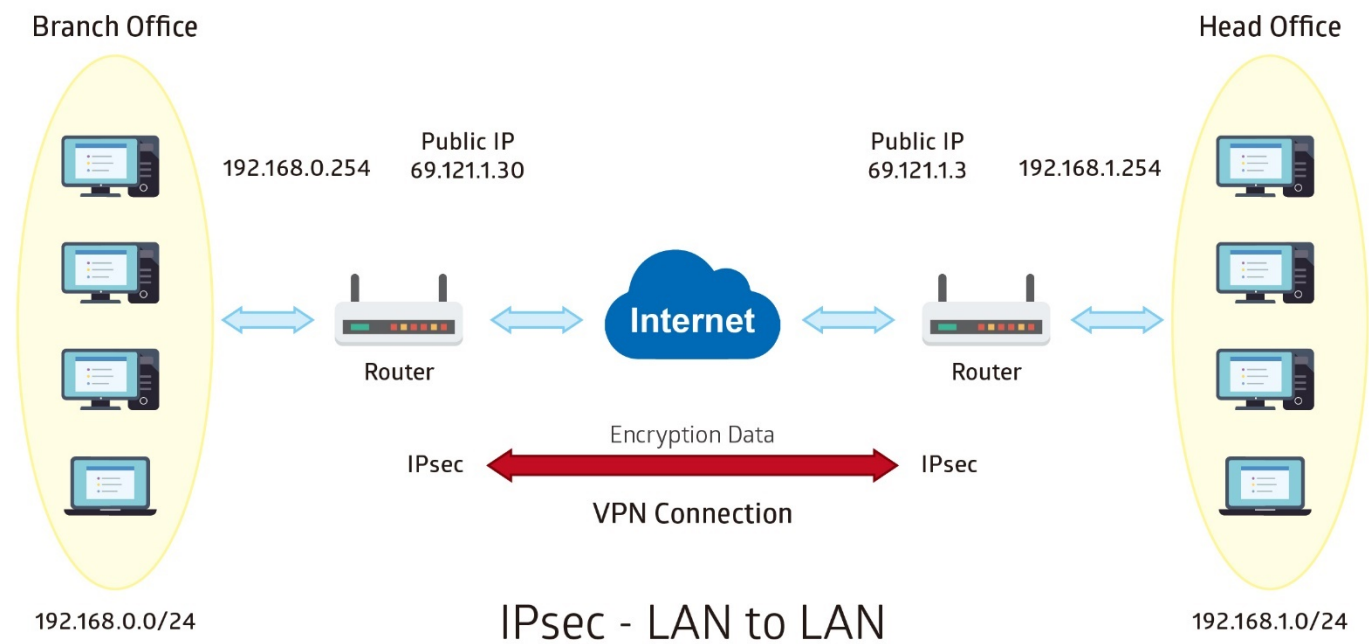 Branch Office
Head Office
Public IP
69.121.1.30
192.168.0.254
Public IP
69.121.1.3
192.168.1.254
Internet
Router
Router
Encryption Data
IPsec
IPsec
VPN Connection
192.168.0.0/24
IPsec - LAN to LAN
192.168.1.0/24